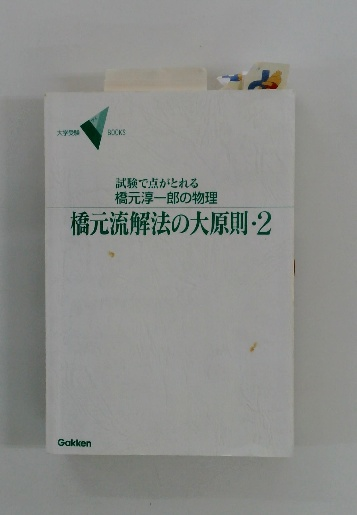 大学受験 BOOKS
試験で点がとれる
橋元淳一郎の物理
橋元流解法の大原則・2
Gakken